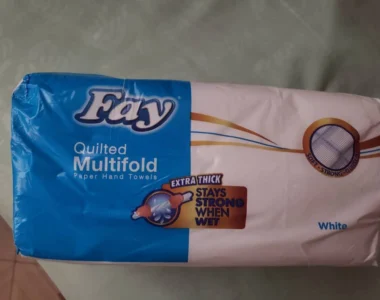 Fay
Quilted
Multifold
Paper Hand Towels
EXTRA THICK
STAYS
STRONG
WHEN
WET
White